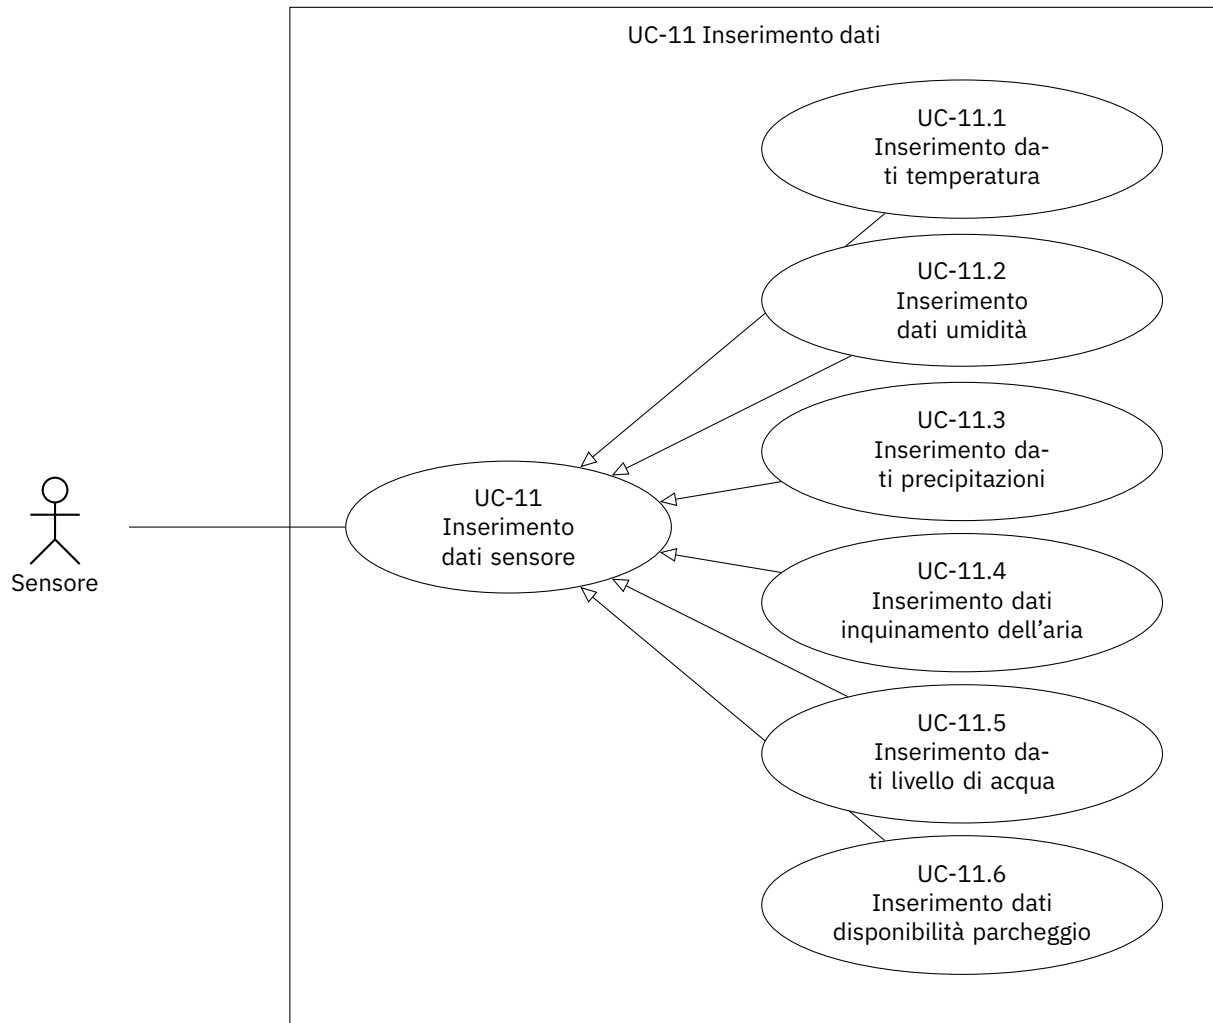 UC-11 Inserimento dati
UC-11.1
Inserimento da-
ti temperatura
UC-11.2
Inserimento
dati umidità
UC-11.3
Inserimento da-
ti precipitazioni
UC-11
Inserimento
dati sensore
Sensore
UC-11.4
Inserimento dati
inquinamento dell’aria
UC-11.5
Inserimento da-
ti livello di acqua
UC-11.6
Inserimento dati
disponibilità parcheggio